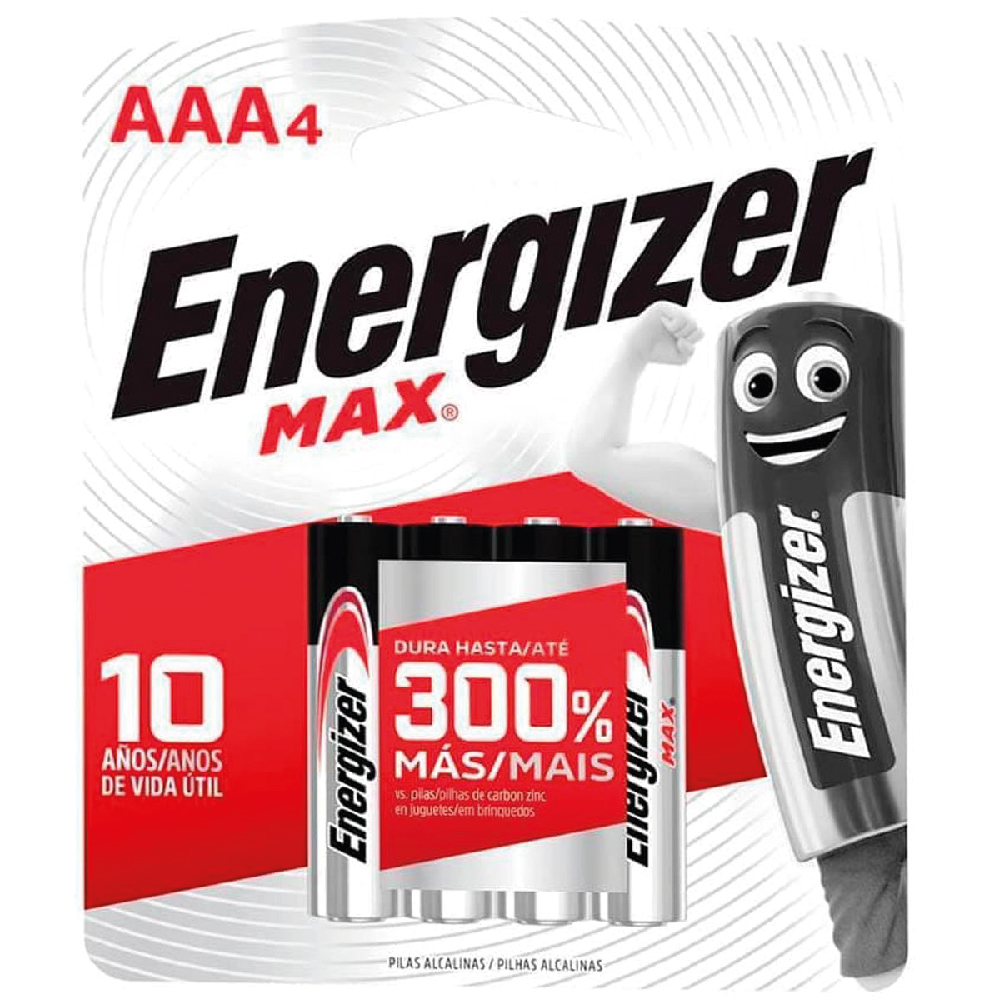 AAA4
Energizer
MAX®
Energizer®
10
AÑOS/ANOS
DE VIDA ÚTIL
Energizer
DURA HASTA/ATÉ
300%
MÁS/MAIS
vs. pilas/pilhas de carbon zinc
en juguetes/em brinquedos
Energizer
MAX®
PILAS ALCALINAS / PILHAS ALCALINAS